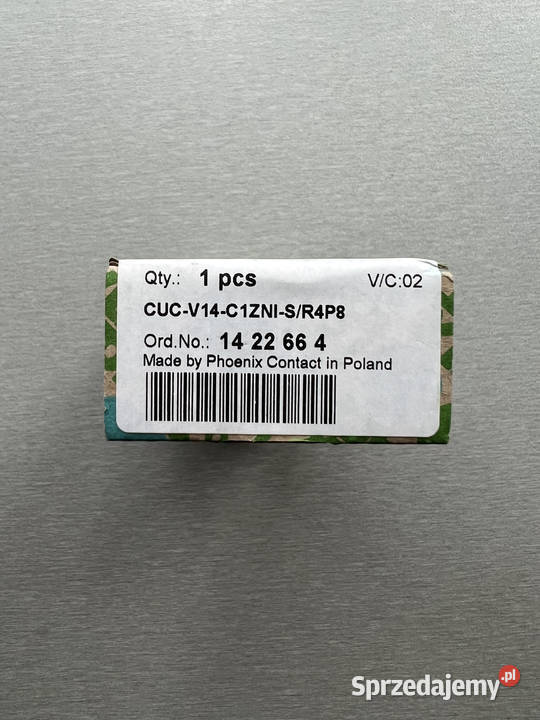 Qty.: 1 pcs V/C:02
CUC-V14-C1ZNI-S/R4P8
Ord.No.: 14 22 66 4
Made by Phoenix Contact in Poland
Sprzedajemy.pl